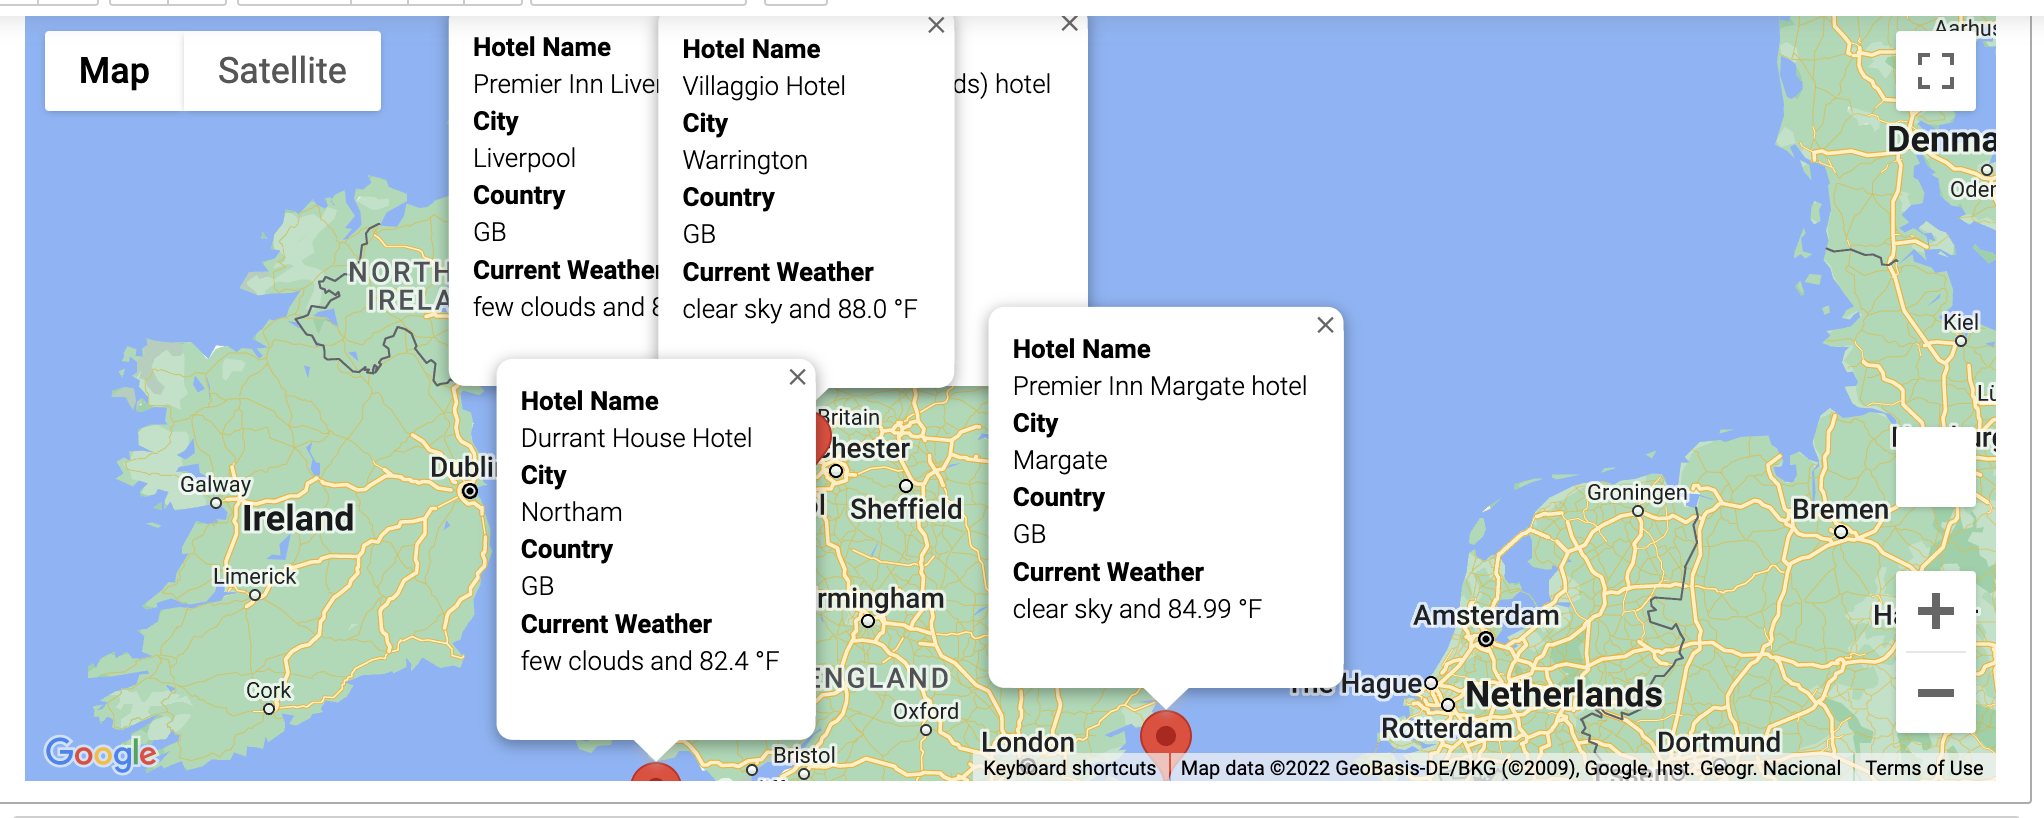 Map
Satellite
Hotel Name
Premier Inn Liver
ds) hotel
City
Liverpool
Country
GB
Current Weather
few clouds and
Hotel Name
Villaggio Hotel
City
Warrington
Country
GB
Current Weather
clear sky and 88.0 °F
Hotel Name
Durrant House Hotel
City
Northam
Country
GB
Current Weather
few clouds and 82.4 °F
Hotel Name
Premier Inn Margate hotel
City
Margate
Country
GB
Current Weather
clear sky and 84.99 °F
Aarhus
Denma
Oden
Kiel
NORTH
IRELA
Britain
chester
Sheffield
Dubli
Galway
Ireland
Limerick
Cork
rmingham
ENGLAND
Oxford
Bristol
London
Groningen
Bremen
Amsterdam
The Hague
Netherlands
Rotterdam
Dortmund
Essen
Google
Keyboard shortcuts
Map data ©2022 GeoBasis-DE/BKG (©2009), Google, Inst. Geogr. Nacional
Terms of Use